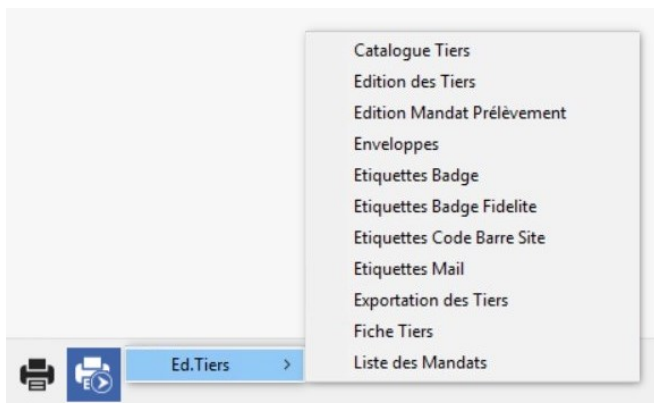 Catalogue Tiers
Edition des Tiers
Edition Mandat Prélèvement
Enveloppes
Etiquettes Badge
Etiquettes Badge Fidelite
Etiquettes Code Barre Site
Etiquettes Mail
Exportation des Tiers
Fiche Tiers
Liste des Mandats
E
Ed.Tiers >